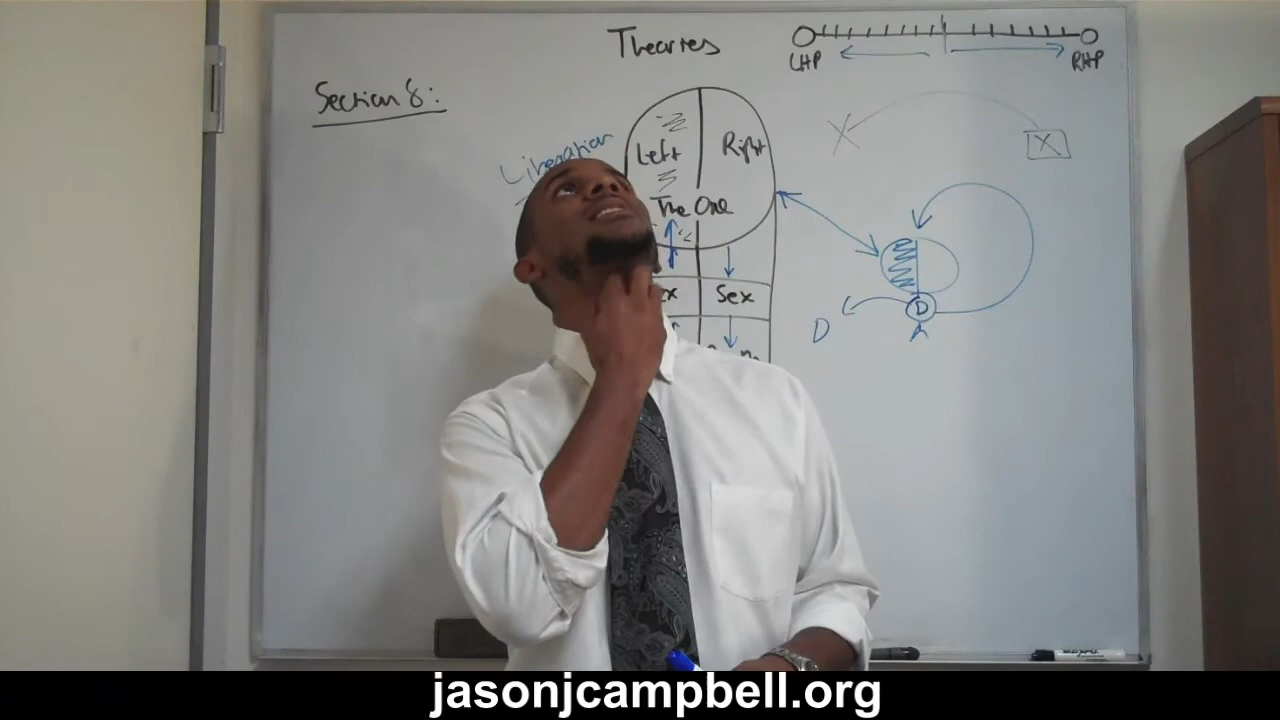 Theories
LHP RHP
Section 8:
Liberation
Left Right
X X
The One
Sex
D
D
jasonjcampbell.org